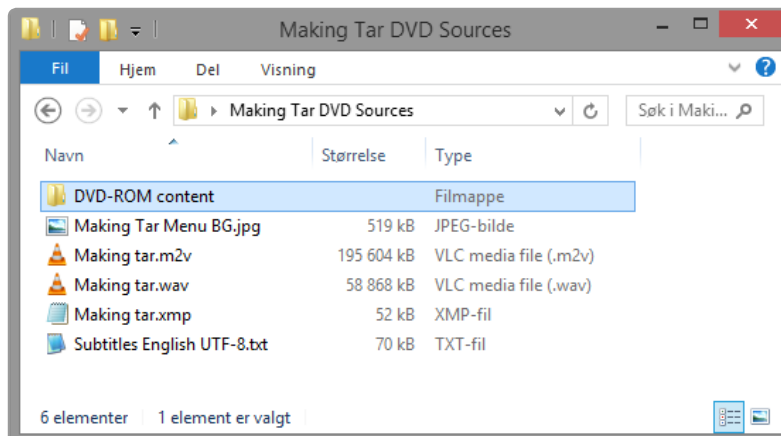 Making Tar DVD Sources
Fil Hjem Del Visning
Making Tar DVD Sources Søk i Maki...
Navn Størrelse Type
DVD-ROM content Filmappe
Making Tar Menu BG.jpg 519 kB JPEG-bilde
Making tar.m2v 195 604 kB VLC media file (.m2v)
Making tar.wav 58 868 kB VLC media file (.wav)
Making tar.xmp 52 kB XMP-fil
Subtitles English UTF-8.txt 70 kB TXT-fil
6 elementer 1 element er valgt